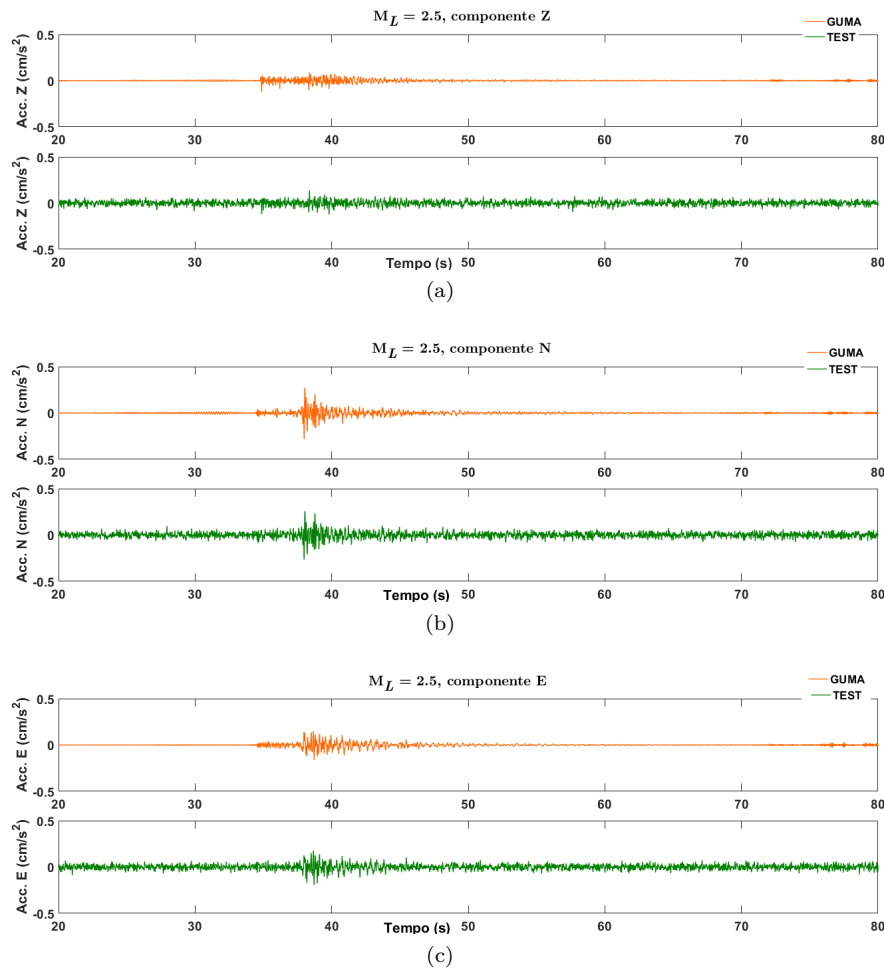 M_L = 2.5, componente Z
GUMA
TEST
Acc. Z (cm/s²)
0.5
0
-0.5
20 30 40 50 60 70 80
Acc. Z (cm/s²)
0.5
0
-0.5
20 30 40 50 60 70 80
Tempo (s)
(a)
M_L = 2.5, componente N
GUMA
TEST
Acc. N (cm/s²)
0.5
0
-0.5
20 30 40 50 60 70 80
Acc. N (cm/s²)
0.5
0
-0.5
20 30 40 50 60 70 80
Tempo (s)
(b)
M_L = 2.5, componente E
GUMA
TEST
Acc. E (cm/s²)
0.5
0
-0.5
20 30 40 50 60 70 80
Acc. E (cm/s²)
0.5
0
-0.5
20 30 40 50 60 70 80
Tempo (s)
(c)